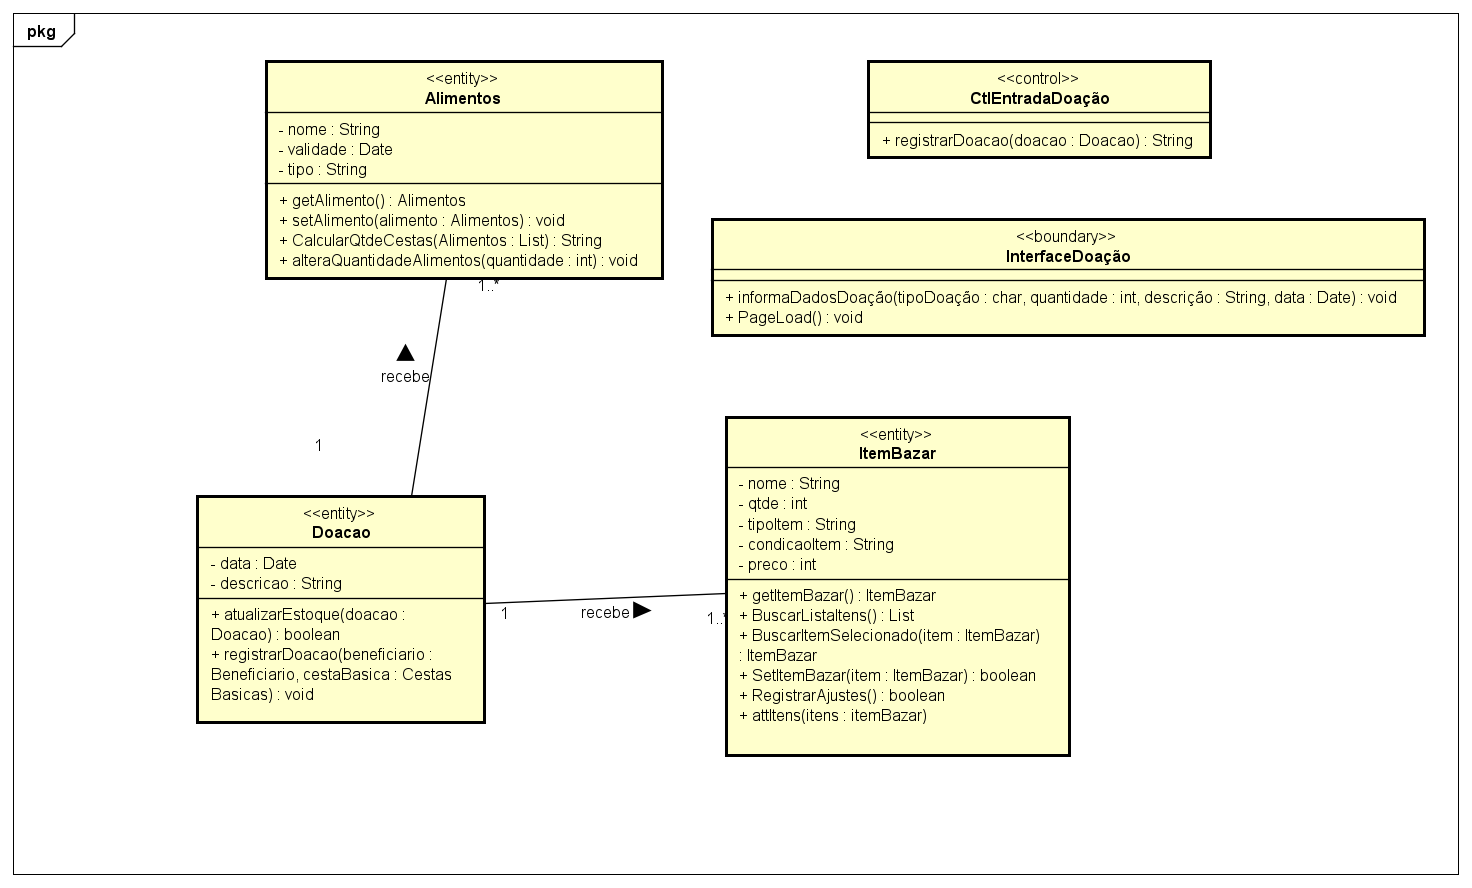 pkg
<<entity>>
Alimentos
- nome : String
- validade : Date
- tipo : String
+ getAlimento() : Alimentos
+ setAlimento(alimento : Alimentos) : void
+ CalcularQtdeCestas(Alimentos : List) : String
+ alteraQuantidadeAlimentos(quantidade : int) : void
<<control>>
CtlEntradaDoação
+ registrarDoacao(doacao : Doacao) : String
<<boundary>>
InterfaceDoação
+ informaDadosDoação(tipoDoação : char, quantidade : int, descrição : String, data : Date) : void
+ PageLoad() : void
1..*
recebe
1
<<entity>>
Doacao
- data : Date
- descricao : String
+ atualizarEstoque(doacao :
Doacao) : boolean
+ registrarDoacao(beneficiario :
Beneficiario, cestaBasica : Cestas
Basicas) : void
1
recebe
1..*
<<entity>>
ItemBazar
- nome : String
- qtde : int
- tipoItem : String
- condicaoItem : String
- preco : int
+ getItemBazar() : ItemBazar
+ BuscarListaItens() : List
+ BuscarItemSelecionado(item : ItemBazar)
: ItemBazar
+ SetItemBazar(item : ItemBazar) : boolean
+ RegistrarAjustes() : boolean
+ attItens(itens : itemBazar)